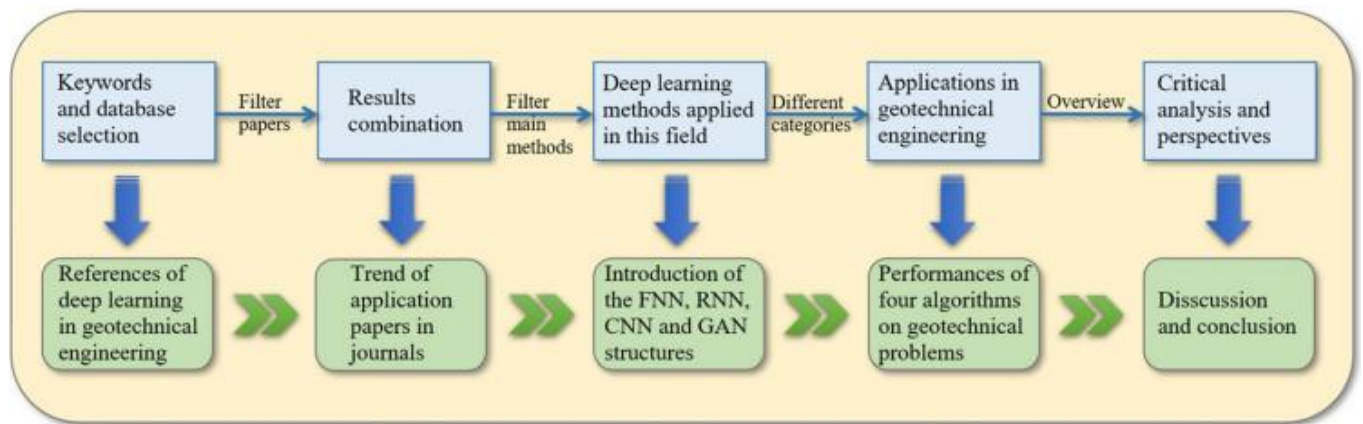 Keywords
and database
selection
Filter
papers
Results
combination
Filter
main
methods
Deep learning
methods applied
in this field
Different
categories
Applications in
geotechnical
engineering
Overview
Critical
analysis and
perspectives
References of
deep learning
in geotechnical
engineering
Trend of
application
papers in
journals
Introduction of
the FNN, RNN,
CNN and GAN
structures
Performances of
four algorithms
on geotechnical
problems
Disscussion
and conclusion